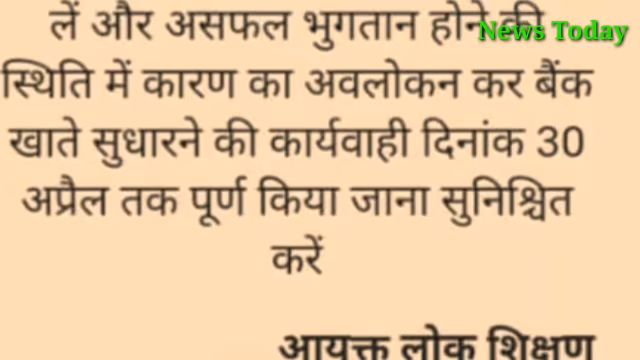 लें और असफल भुगतान होने की
News Today
स्थिति में कारण का अवलोकन कर बैंक
खाते सुधारने की कार्यवाही दिनांक 30
अप्रैल तक पूर्ण किया जाना सुनिश्चित
करें
आयुक्त लोक शिक्षण